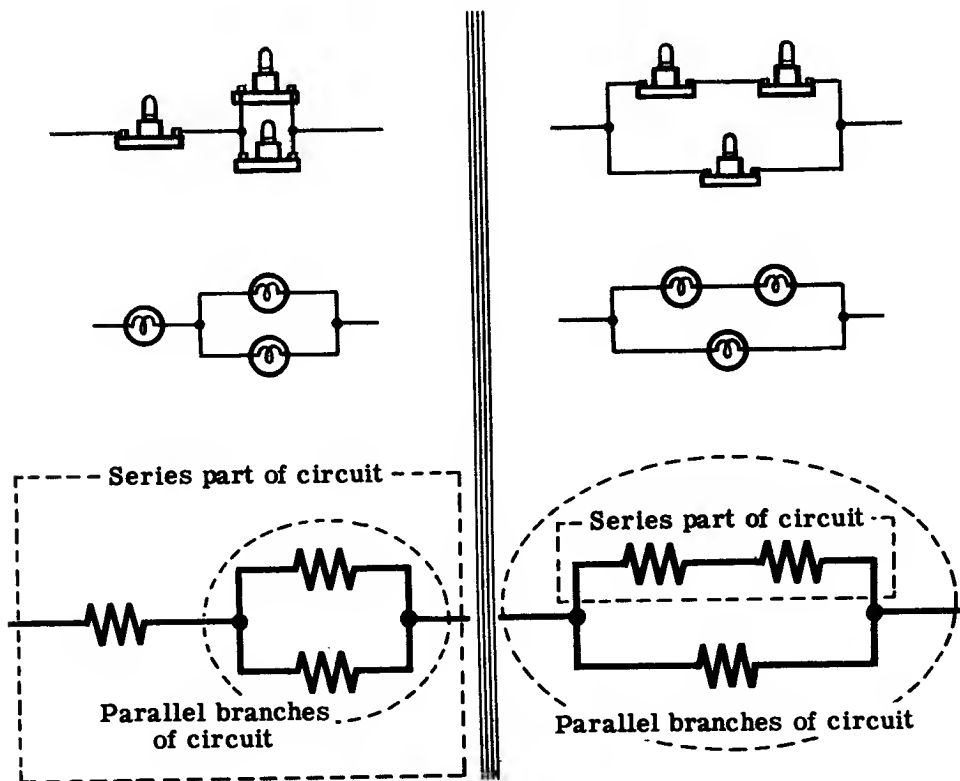 Series part of circuit
Parallel branches
of circuit
Series part of circuit
Parallel branches of circuit